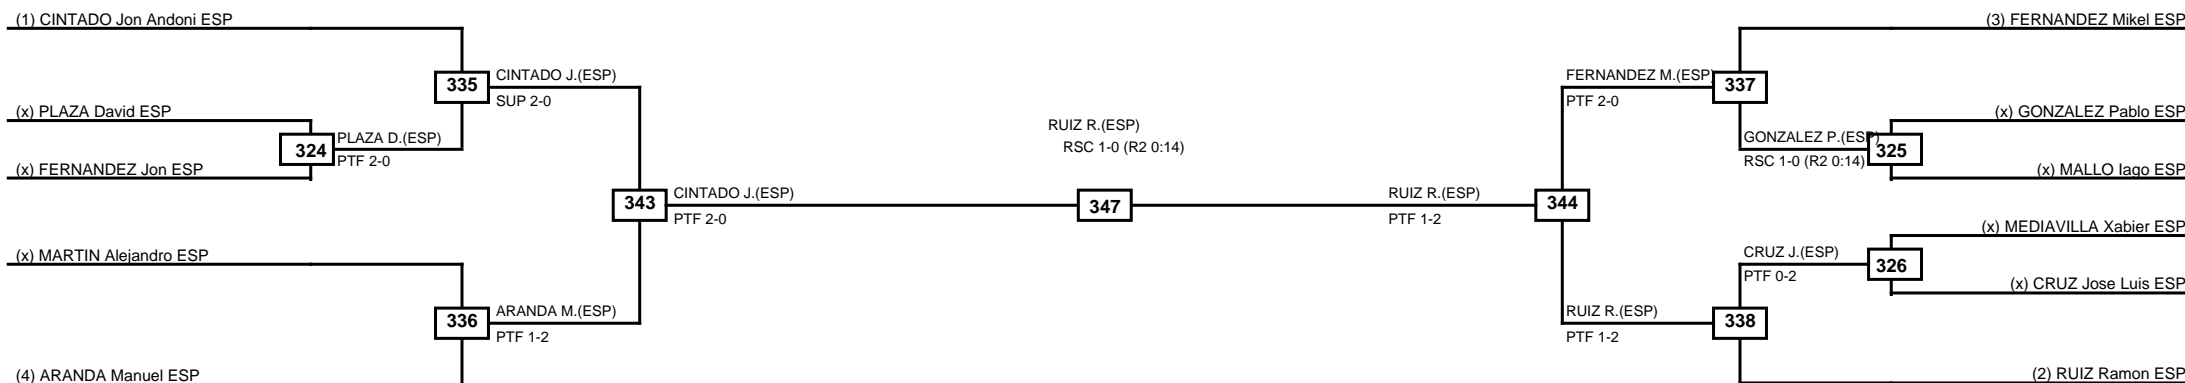 (1) CINTADO Jon Andoni ESP
(x) PLAZA David ESP
(x) FERNANDEZ Jon ESP
(x) MARTIN Alejandro ESP
(4) ARANDA Manuel ESP
324
PLAZA D.(ESP)
PTF 2-0
335
CINTADO J.(ESP)
SUP 2-0
336
ARANDA M.(ESP)
PTF 1-2
343
CINTADO J.(ESP)
PTF 2-0
RUIZ R.(ESP)
RSC 1-0 (R2 0:14)
347
RUIZ R.(ESP)
PTF 1-2
344
FERNANDEZ M.(ESP)
PTF 2-0
337
RUIZ R.(ESP)
PTF 1-2
338
GONZALEZ P.(ESP)
RSC 1-0 (R2 0:14)
325
CRUZ J.(ESP)
PTF 0-2
326
(3) FERNANDEZ Mikel ESP
(x) GONZALEZ Pablo ESP
(x) MALLO Iago ESP
(x) MEDIAVILLA Xabier ESP
(x) CRUZ Jose Luis ESP
(2) RUIZ Ramon ESP